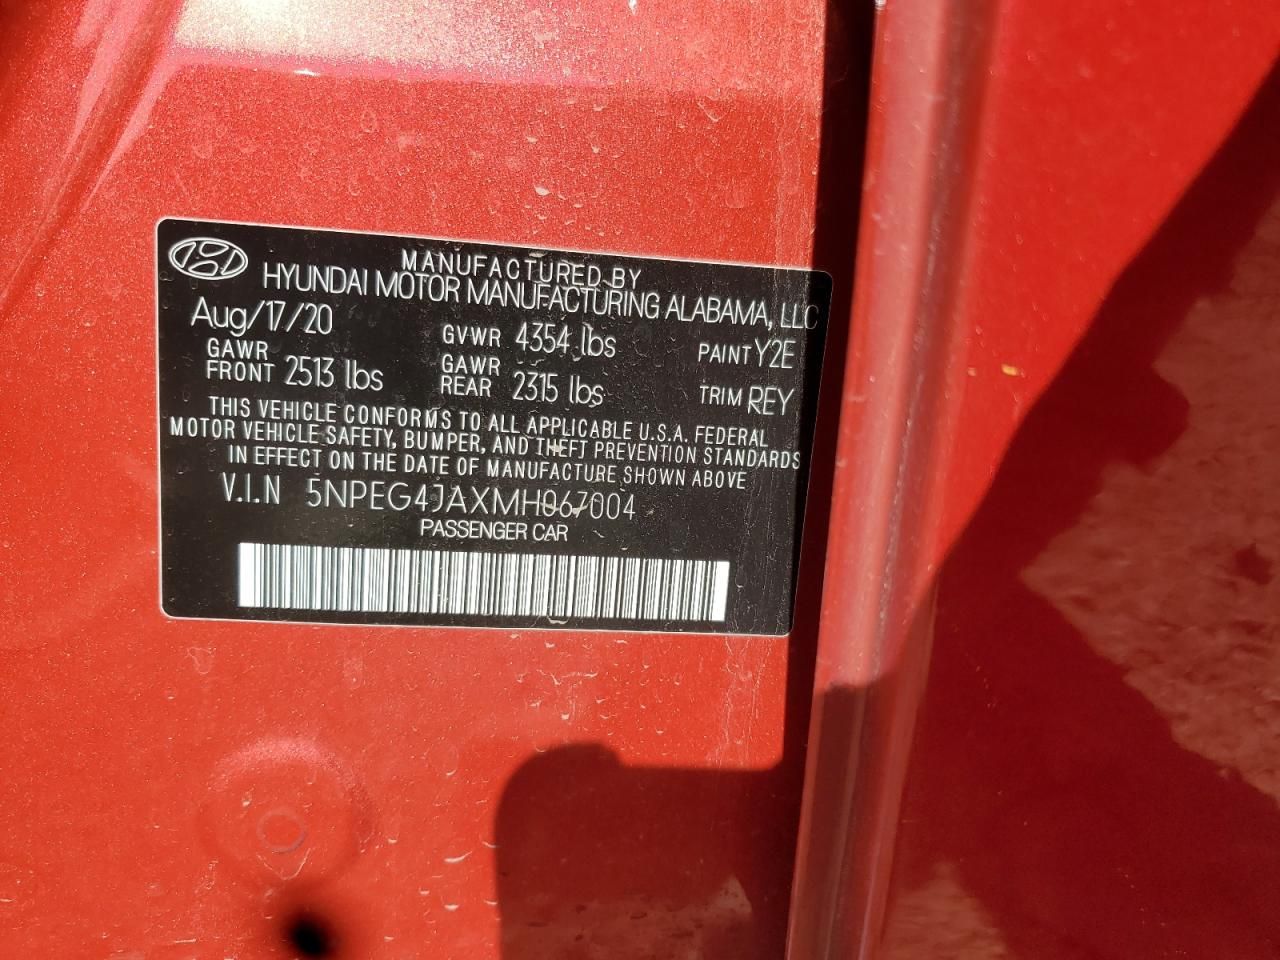 MANUFACTURED BY
HYUNDAI MOTOR MANUFACTURING ALABAMA, LLC
Aug/17/20 GVWR 4354 lbs PAINT Y2E
GAWR FRONT 2513 lbs GAWR REAR 2315 lbs TRIM REY
THIS VEHICLE CONFORMS TO ALL APPLICABLE U.S.A. FEDERAL
MOTOR VEHICLE SAFETY, BUMPER, AND THEFT PREVENTION STANDARDS
IN EFFECT ON THE DATE OF MANUFACTURE SHOWN ABOVE
V.I.N 5NPEG4JAXMH067004
PASSENGER CAR